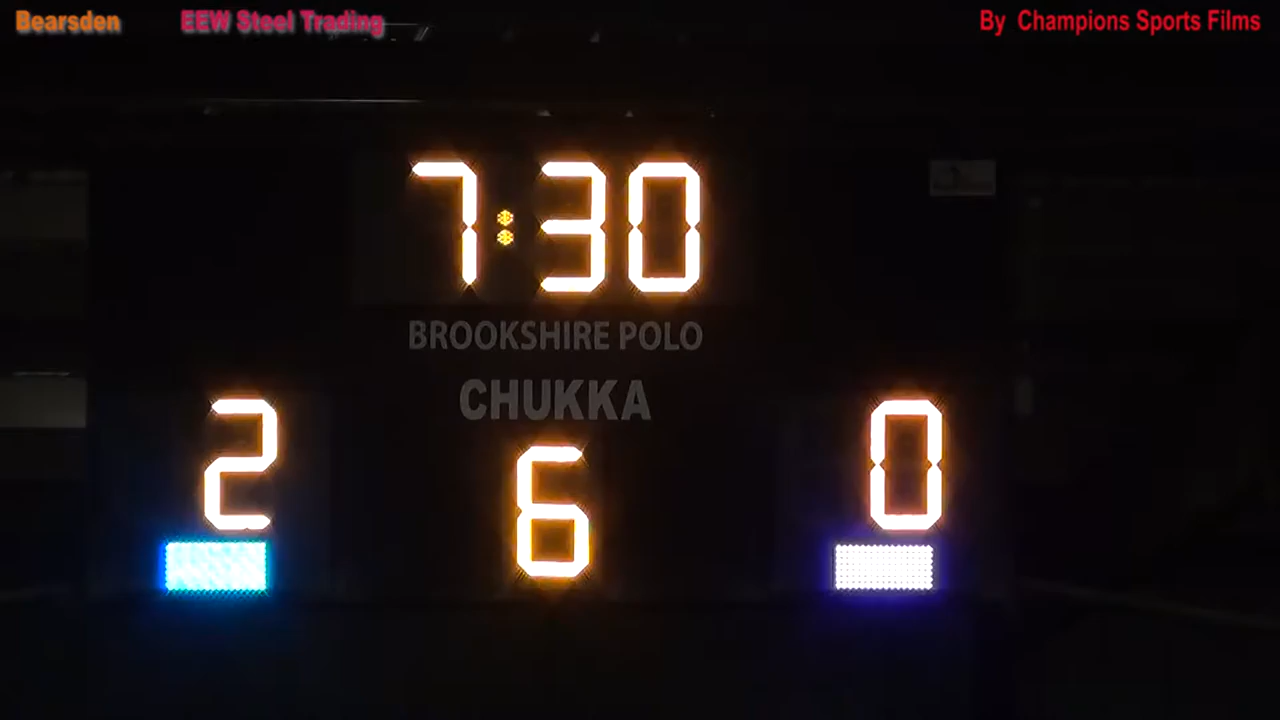 Bearsden EEW Steel Trading By Champions Sports Films
7:30
BROOKSHIRE POLO
CHUKKA
2 6 0